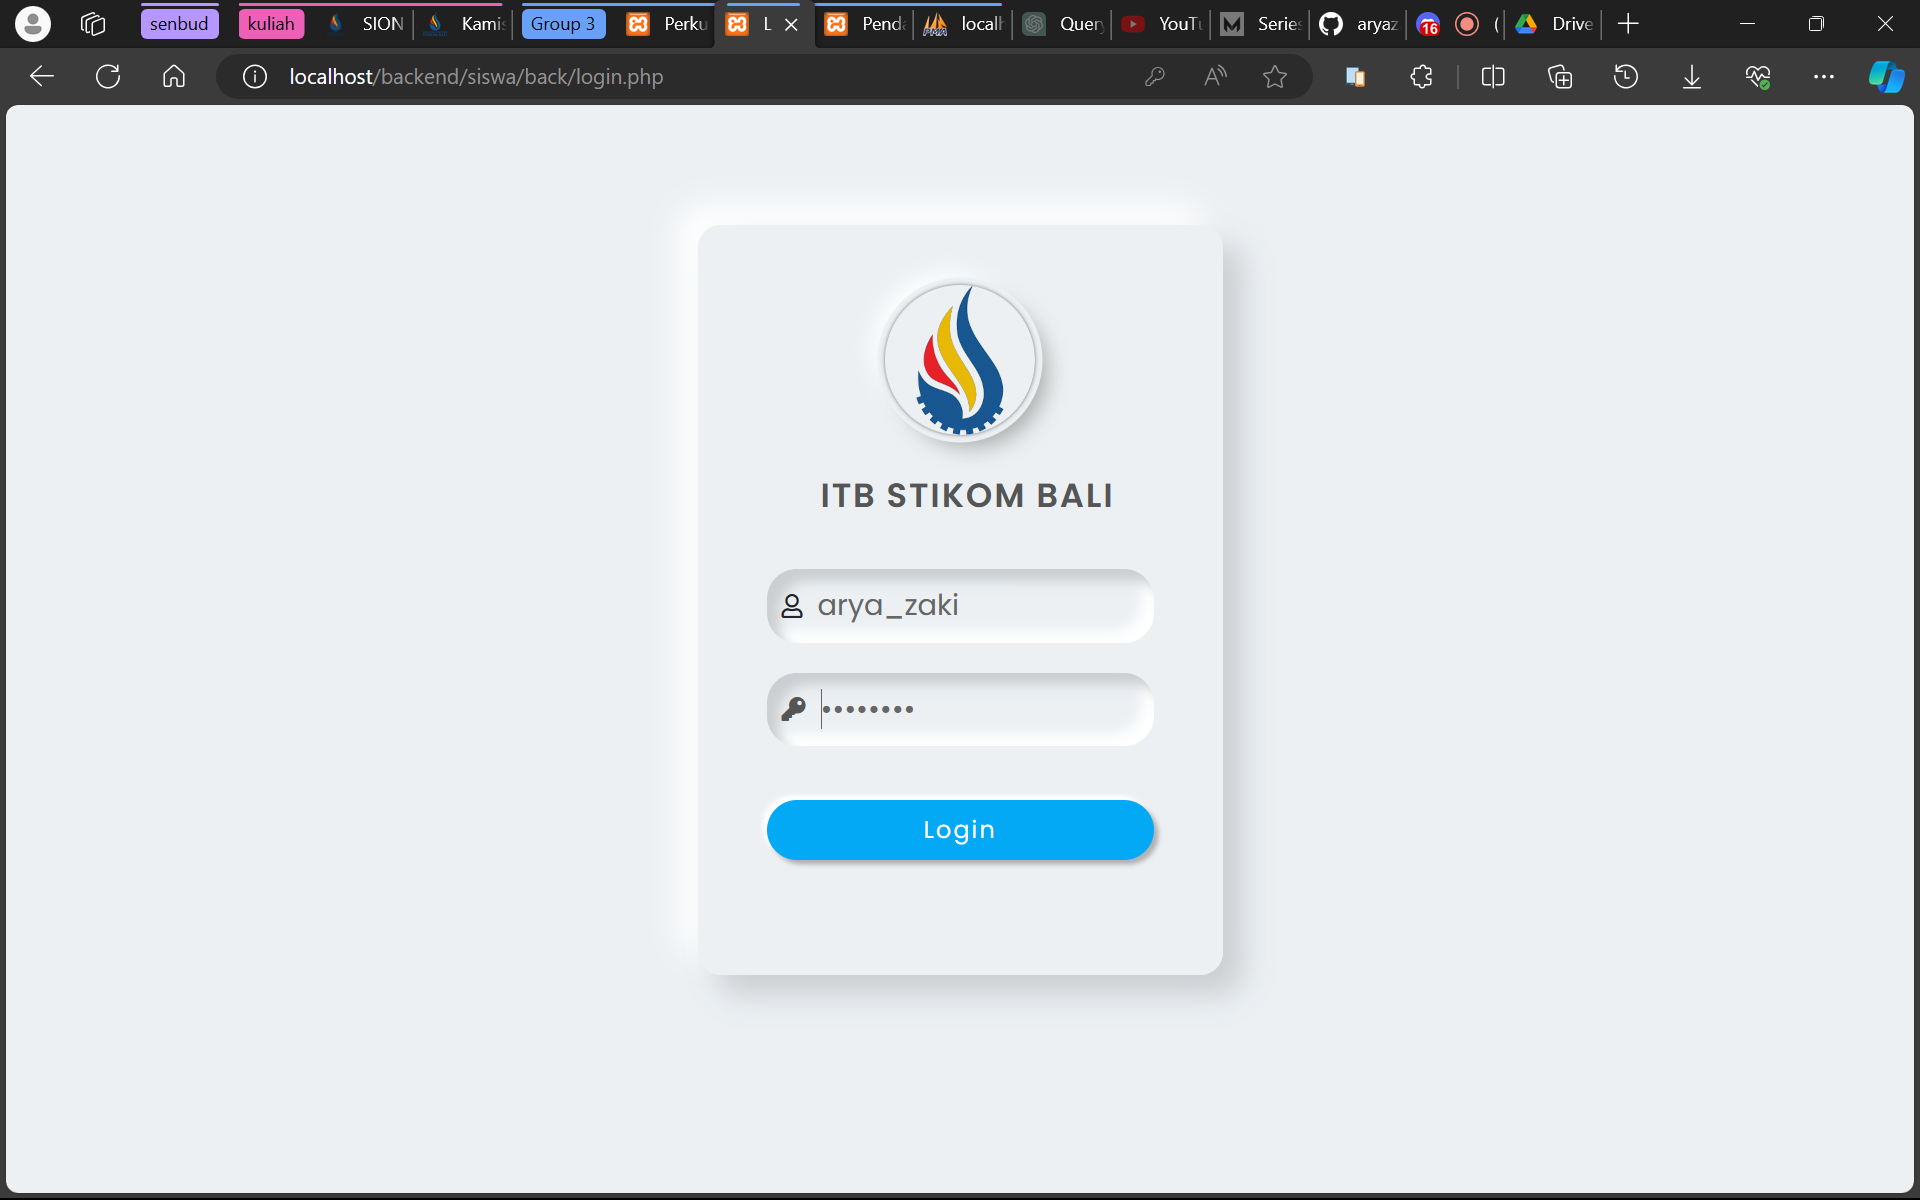 senbud kuliah SION Kamis Group 3 Perku L Penda localh Query YouTu Series aryaz 16 ( Drive
localhost/backend/siswa/back/login.php
ITB STIKOM BALI
arya_zaki
••••••••
Login